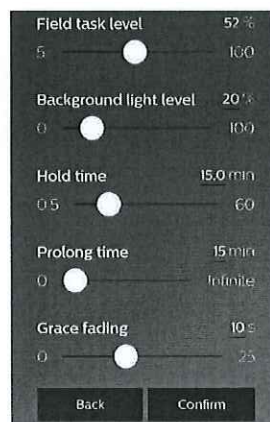 Field task level 52 %
5 100
Background light level 20 %
0 100
Hold time 15.0 min
0.5 60
Prolong time 15 min
0 Infinite
Grace fading 10 s
0 25
Back Confirm